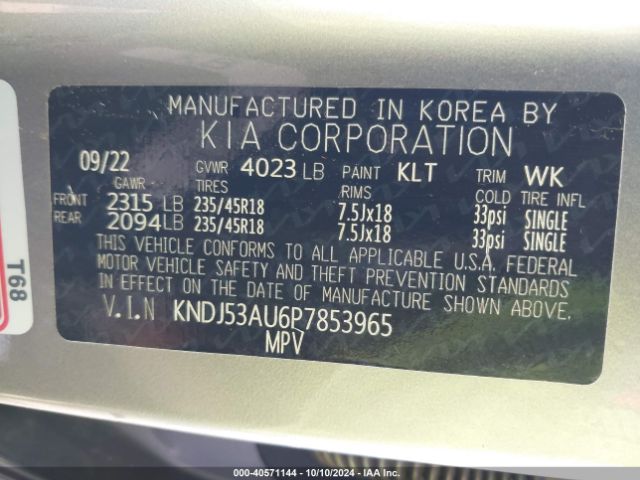 MANUFACTURED IN KOREA BY
KIA CORPORATION
09/22 GVWR 4023 LB PAINT KLT TRIM WK
GAWR TIRES RIMS COLD TIRE INFL
FRONT 2315 LB 235/45R18 7.5Jx18 33psi SINGLE
REAR 2094 LB 235/45R18 7.5Jx18 33psi SINGLE
THIS VEHICLE CONFORMS TO ALL APPLICABLE U.S.A. FEDERAL
MOTOR VEHICLE SAFETY AND THEFT PREVENTION STANDARDS
IN EFFECT ON THE DATE OF MANUFACTURE SHOWN ABOVE.
V.I.N KNDJ53AU6P7853965
MPV
T68
000-40571144 - 10/10/2024 - IAAI.COM